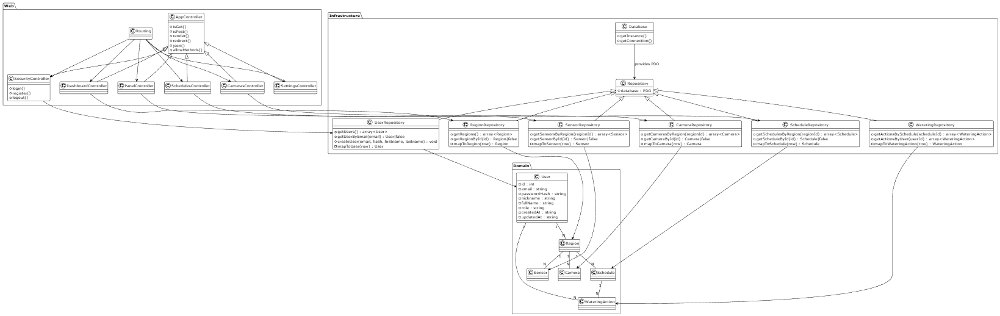 Web
AppController
isGet()
isPost()
render()
redirect()
json()
allowMethods()
Routing
SecurityController
login()
register()
logout()
DashboardController
PanelController
SchedulesController
CamerasController
SettingsController
Infrastructure
Database
getInstance()
getConnection()
provides PDO
Repository
database : PDO
UserRepository
getUsers() : array<User>
getUserByEmail(email) : User|false
createUser(email, hash, firstname, lastname) : void
mapToUser(row) : User
RegionRepository
getRegions() : array<Region>
getRegionById(id) : Region|false
mapToRegion(row) : Region
SensorRepository
getSensorsByRegion(regionId) : array<Sensor>
getSensorById(id) : Sensor|false
mapToSensor(row) : Sensor
CameraRepository
getCamerasByRegion(regionId) : array<Camera>
getCameraById(id) : Camera|false
mapToCamera(row) : Camera
ScheduleRepository
getSchedulesByRegion(regionId) : array<Schedule>
getScheduleById(id) : Schedule|false
mapToSchedule(row) : Schedule
WateringRepository
getActionsBySchedule(scheduleId) : array<WateringAction>
getActionsByUser(userId) : array<WateringAction>
mapToWateringAction(row) : WateringAction
Domain
User
id : int
email : string
passwordHash : string
nickname : string
fullName : string
role : string
createdAt : string
updatedAt : string
1
1
N
Region
1
1
1
N
N
N
Sensor
Camera
Schedule
1
N
N
WateringAction